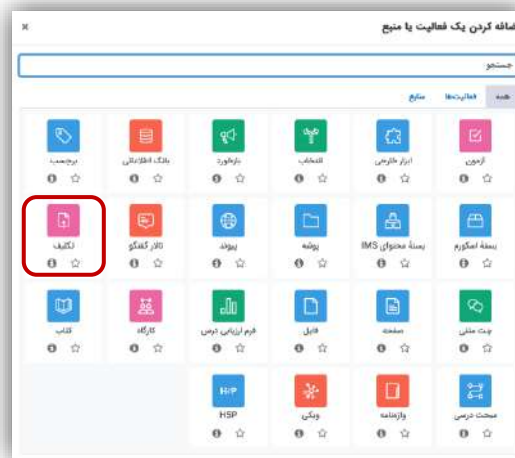 ضافه کردن یک فعالیت یا منبع
جستجو
همه فعالیت‌ها منابع
آزمون ابزار خارجی انتخاب بازخورد بانک اطلاعاتی برچسب
بستهٔ اسکورم بستهٔ محتوای IMS پوشه پیوند تالار گفتگو تکلیف
چت متنی صفحه فایل فرم ارزیابی درس کارگاه کتاب
مبحث درسی واژه‌نامه ویکی H5P